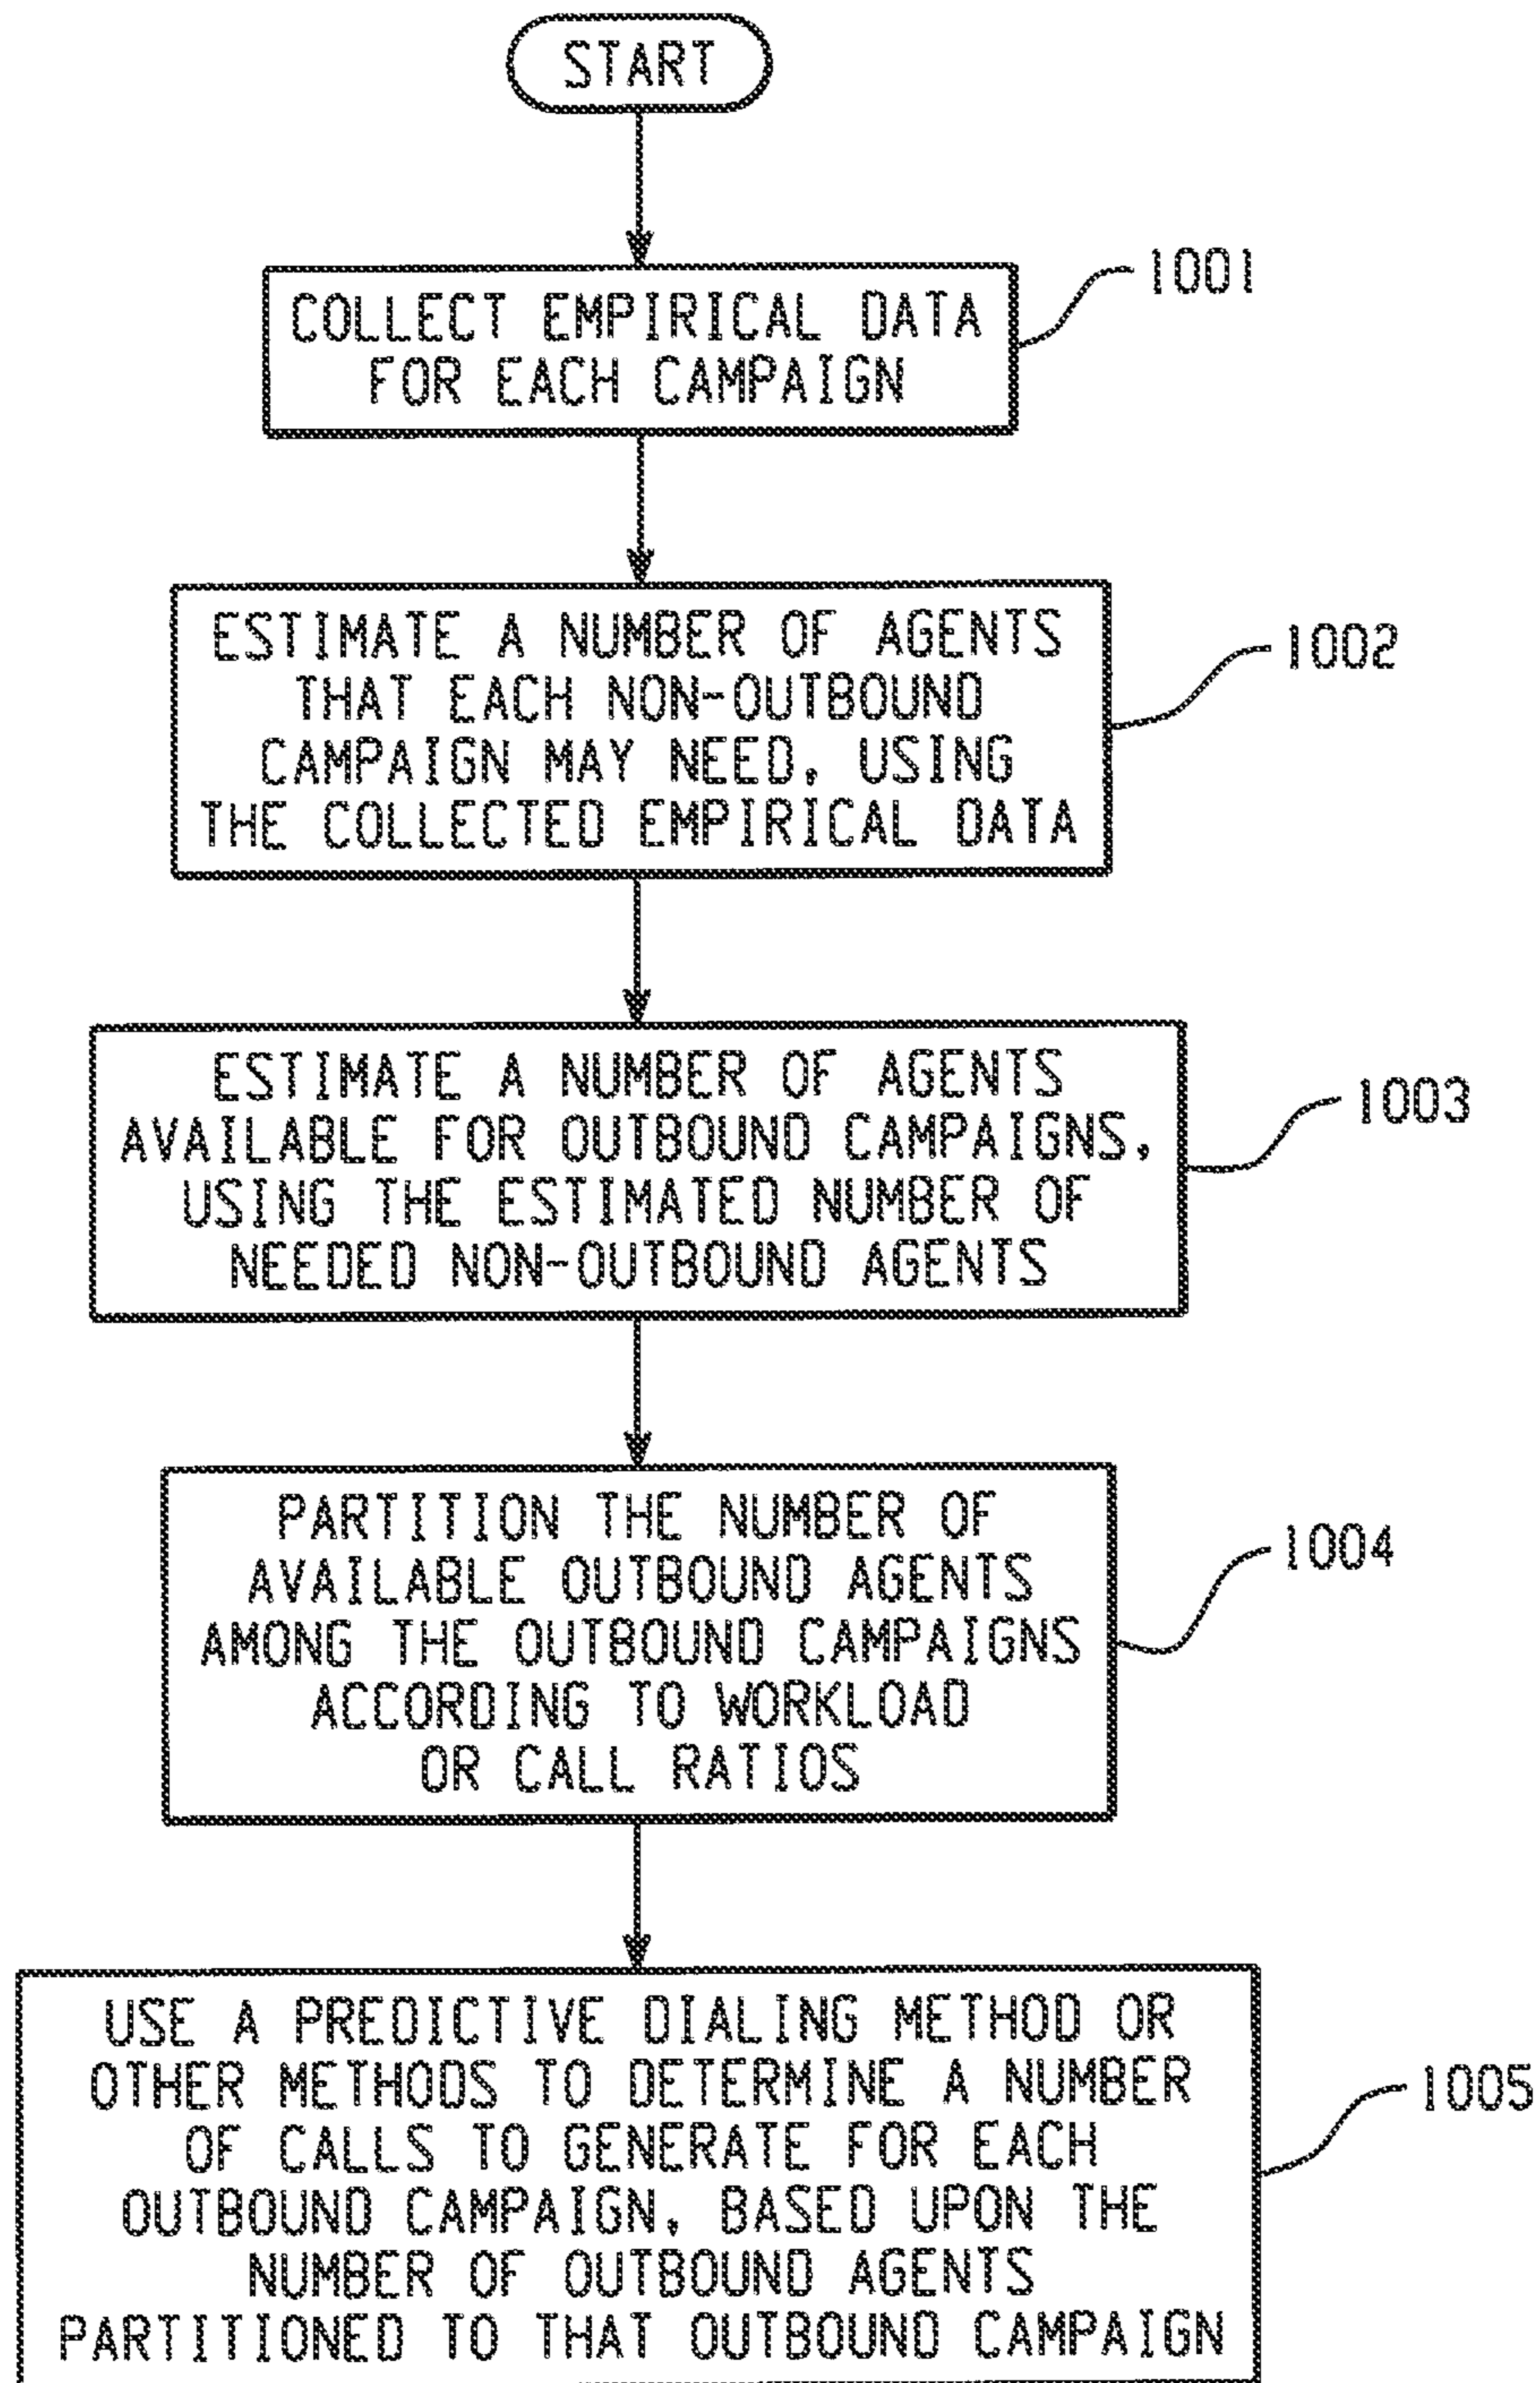 START
COLLECT EMPIRICAL DATA
FOR EACH CAMPAIGN
1001
ESTIMATE A NUMBER OF AGENTS
THAT EACH NON-OUTBOUND
CAMPAIGN MAY NEED, USING
THE COLLECTED EMPIRICAL DATA
1002
ESTIMATE A NUMBER OF AGENTS
AVAILABLE FOR OUTBOUND CAMPAIGNS,
USING THE ESTIMATED NUMBER OF
NEEDED NON-OUTBOUND AGENTS
1003
PARTITION THE NUMBER OF
AVAILABLE OUTBOUND AGENTS
AMONG THE OUTBOUND CAMPAIGNS
ACCORDING TO WORKLOAD
OR CALL RATIOS
1004
USE A PREDICTIVE DIALING METHOD OR
OTHER METHODS TO DETERMINE A NUMBER
OF CALLS TO GENERATE FOR EACH
OUTBOUND CAMPAIGN, BASED UPON THE
NUMBER OF OUTBOUND AGENTS
PARTITIONED TO THAT OUTBOUND CAMPAIGN
1005